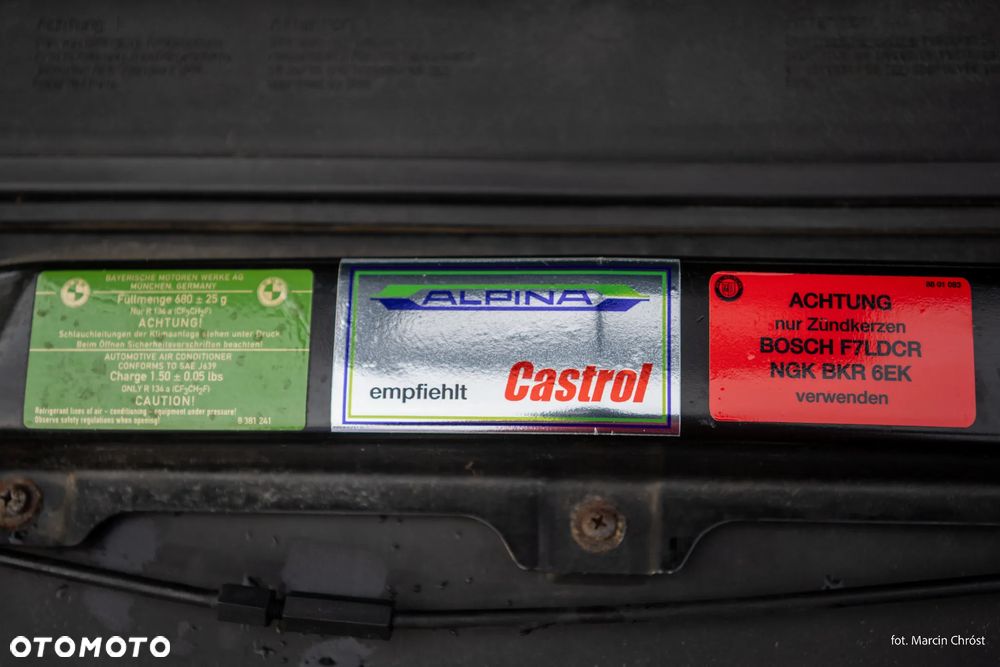 Achtung !
BAYERISCHE MOTOREN WERKE AG
MÜNCHEN, GERMANY
Füllmenge 680 ± 25 g
Nur R 134 a (CF₃CH₂F)
ACHTUNG!
Schlauchleitungen der Klimaanlage stehen unter Druck
Beim Öffnen Sicherheitsvorschriften beachten!
AUTOMOTIVE AIR CONDITIONER
CONFORMS TO SAE J639
Charge 1.50 ± 0.05 lbs
ONLY R 134 a (CF₃CH₂F)
CAUTION!
Refrigerant lines of air - conditioning - equipment under pressure!
Observe safety regulations when opening!
8 381 241
ALPINA
empfiehlt Castrol
ACHTUNG
nur Zündkerzen
BOSCH F7LDCR
NGK BKR 6EK
verwenden
OTOMOTO
fot. Marcin Chróst